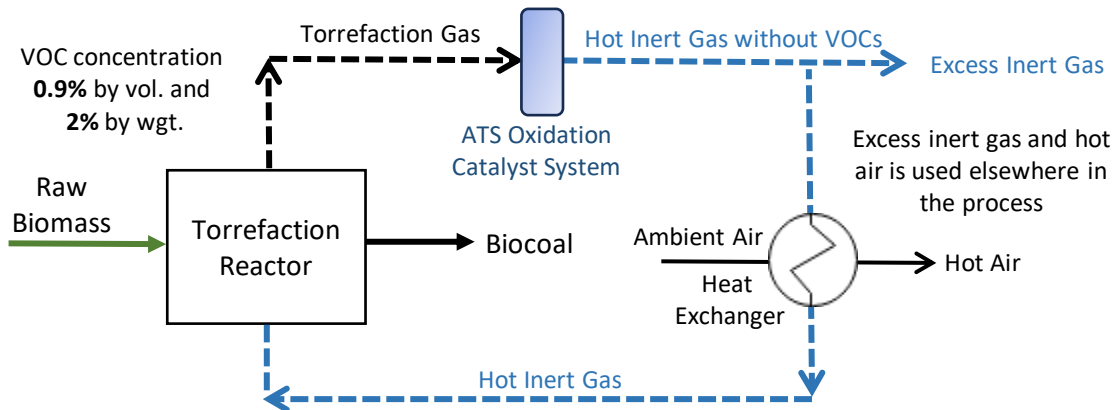 VOC concentration
0.9% by vol. and
2% by wgt.
Torrefaction Gas
Hot Inert Gas without VOCs
Excess Inert Gas
ATS Oxidation
Catalyst System
Excess inert gas and hot
air is used elsewhere in
the process
Raw
Biomass
Torrefaction
Reactor
Biocoal
Ambient Air
Heat
Exchanger
Hot Air
Hot Inert Gas